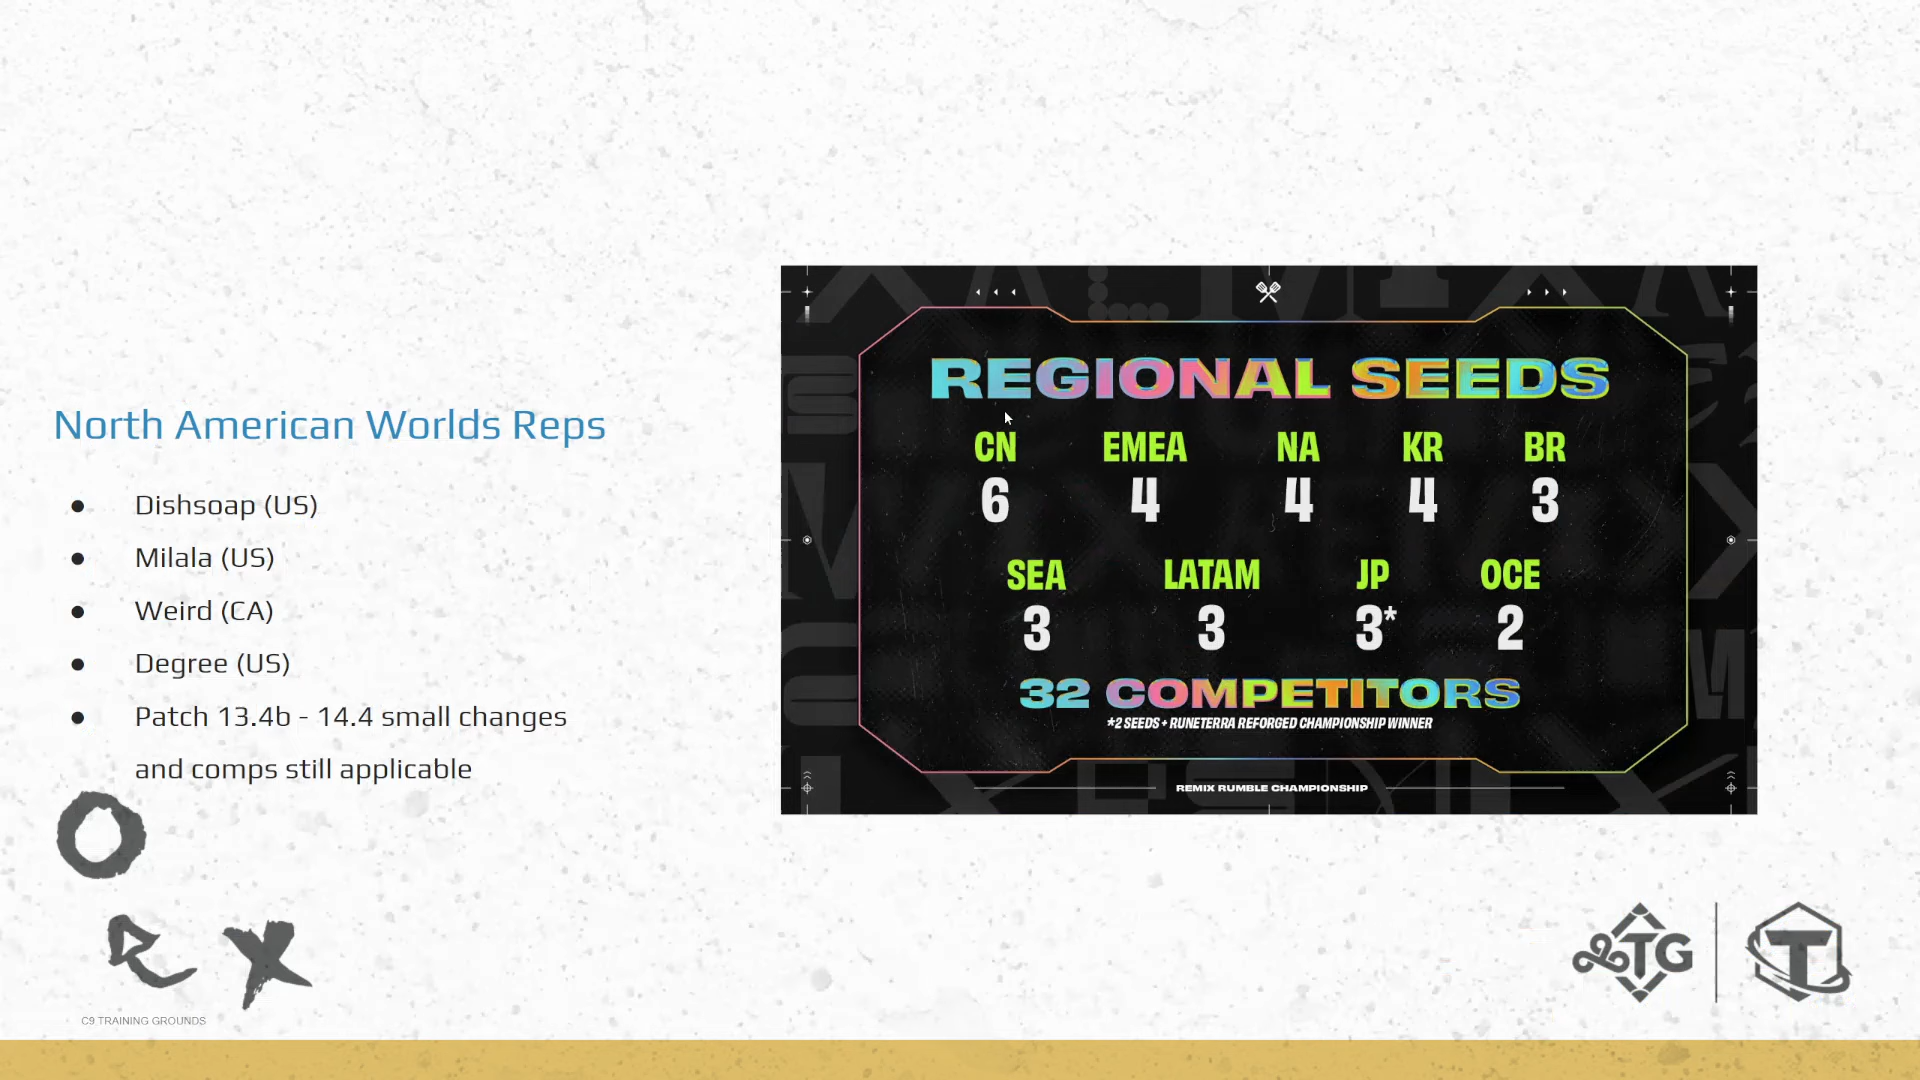 North American Worlds Reps
● Dishsoap (US)
● Milala (US)
● Weird (CA)
● Degree (US)
● Patch 13.4b - 14.4 small changes
and comps still applicable
REGIONAL SEEDS
CN EMEA NA KR BR
6 4 4 4 3
SEA LATAM JP OCE
3 3 3* 2
32 COMPETITORS
*2 SEEDS + RUNETERRA REFORGED CHAMPIONSHIP WINNER
REMIX RUMBLE CHAMPIONSHIP
TG T
C9 TRAINING GROUNDS